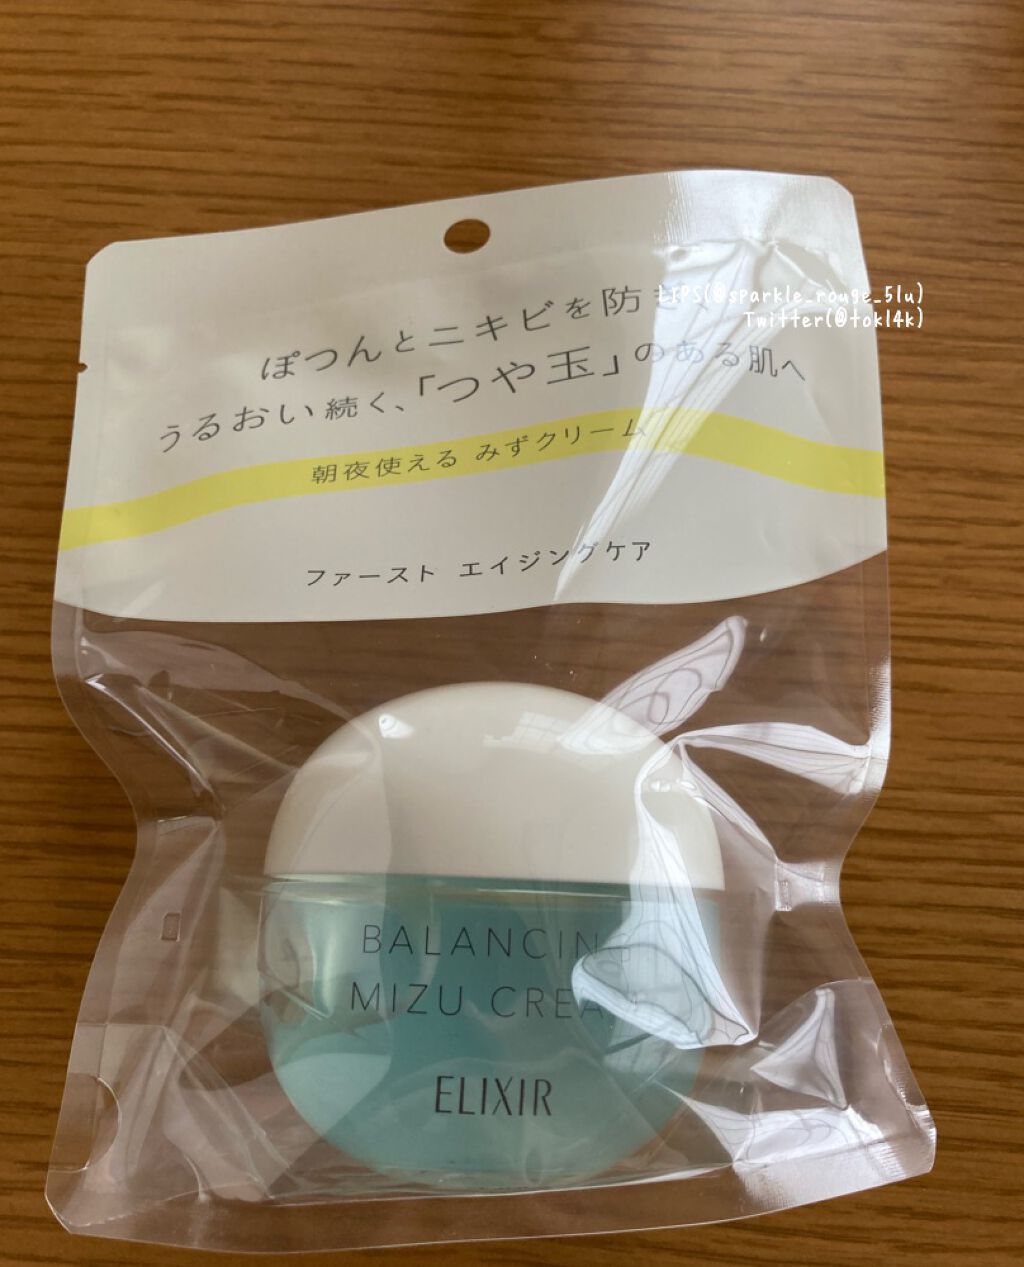 LIPS(@sparkle_rouge_51u)
Twitter(@tokl4k)
ぽつんとニキビを防ぎ
うるおい続く、「つや玉」のある肌へ
朝夜使える みずクリーム
ファースト エイジングケア
BALANCING
MIZU CREAM
ELIXIR